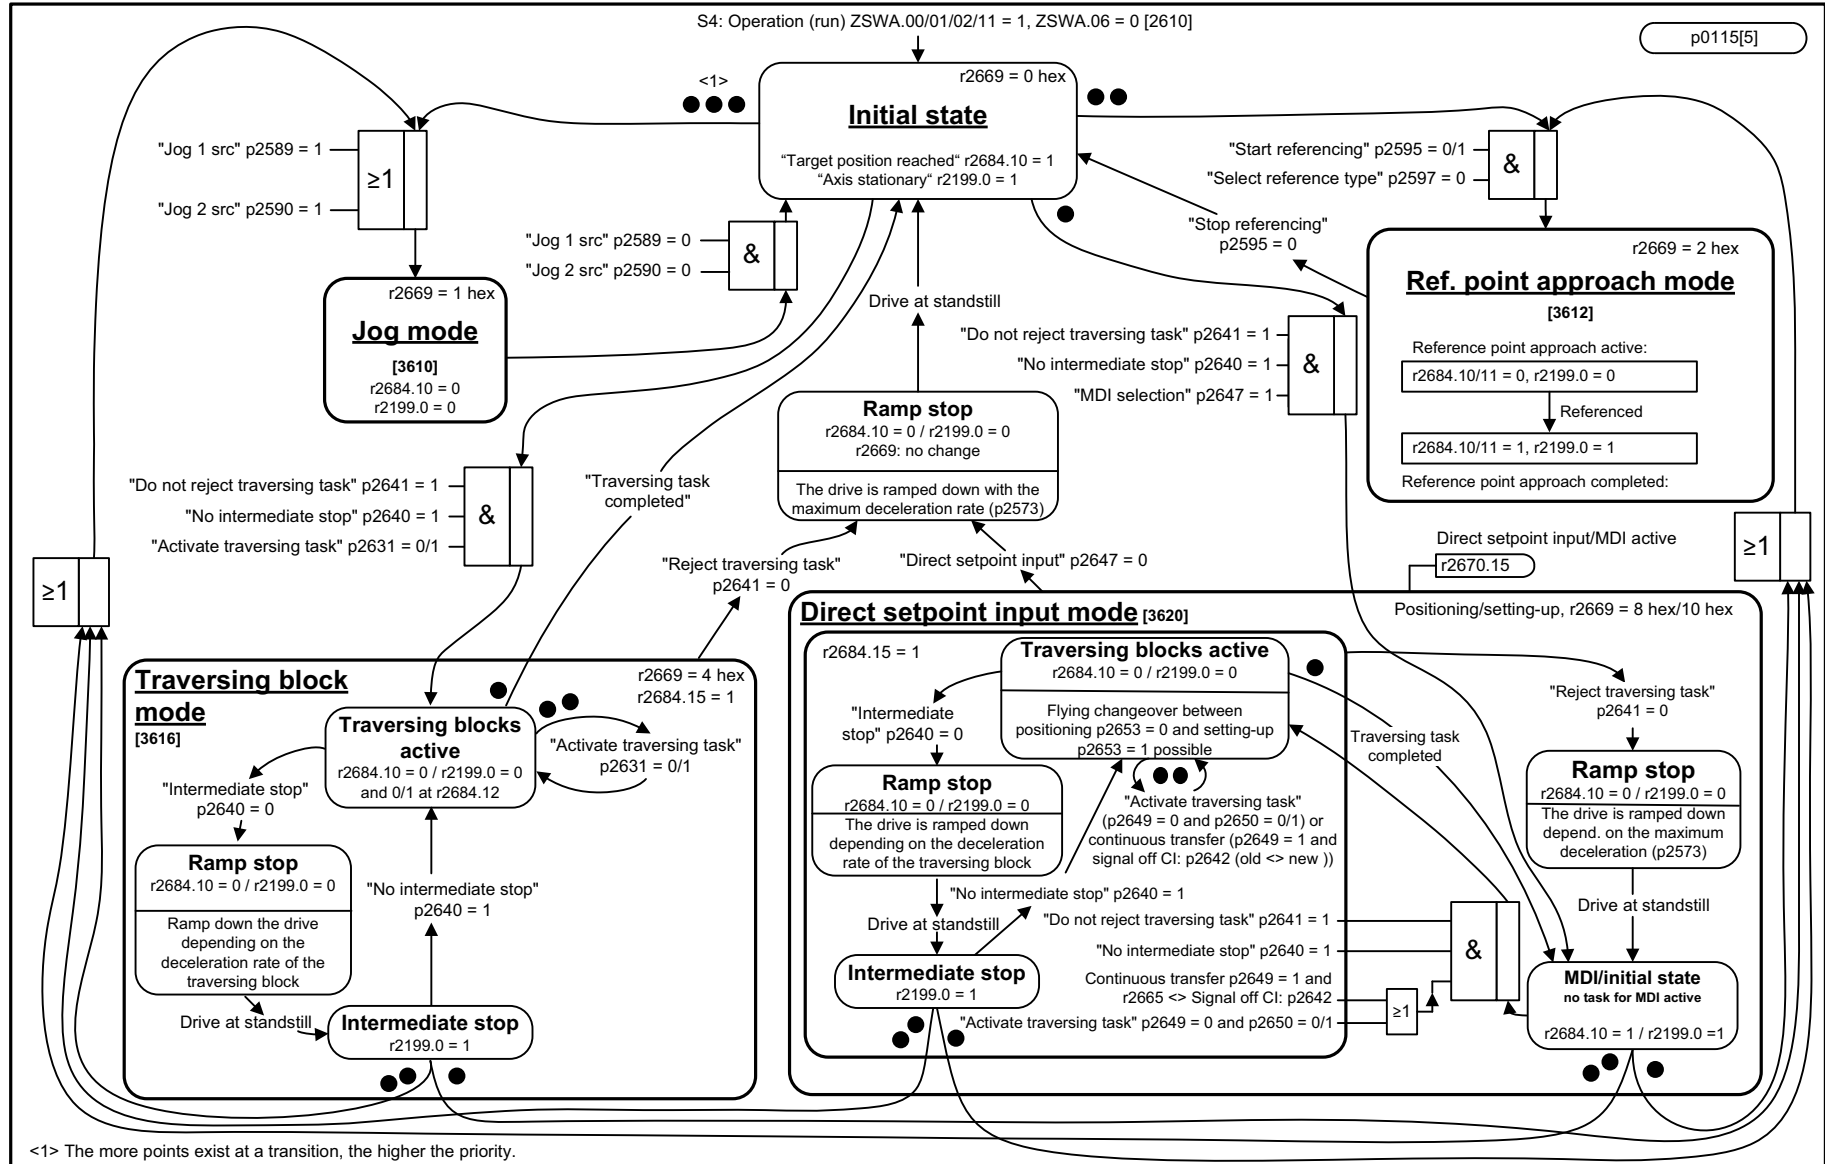 S4: Operation (run) ZSWA.00/01/02/11 = 1, ZSWA.06 = 0 [2610]
p0115[5]
<1>
r2669 = 0 hex
Initial state
“Target position reached“ r2684.10 = 1
“Axis stationary“ r2199.0 = 1
"Jog 1 src" p2589 = 1
≥1
"Jog 2 src" p2590 = 1
"Start referencing" p2595 = 0/1
&
"Select reference type" p2597 = 0
"Jog 1 src" p2589 = 0
&
"Jog 2 src" p2590 = 0
"Stop referencing"
p2595 = 0
r2669 = 1 hex
Jog mode
[3610]
r2684.10 = 0
r2199.0 = 0
r2669 = 2 hex
Ref. point approach mode
[3612]
Reference point approach active:
r2684.10/11 = 0, r2199.0 = 0
Referenced
r2684.10/11 = 1, r2199.0 = 1
Reference point approach completed:
Drive at standstill
"Do not reject traversing task" p2641 = 1
"No intermediate stop" p2640 = 1
&
"MDI selection" p2647 = 1
Ramp stop
r2684.10 = 0 / r2199.0 = 0
r2669: no change
The drive is ramped down with the
maximum deceleration rate (p2573)
"Do not reject traversing task" p2641 = 1
"No intermediate stop" p2640 = 1
&
"Activate traversing task" p2631 = 0/1
"Traversing task
completed"
"Reject traversing task"
p2641 = 0
"Direct setpoint input" p2647 = 0
Direct setpoint input/MDI active
r2670.15
≥1
≥1
Traversing block
mode
[3616]
r2669 = 4 hex
r2684.15 = 1
Traversing blocks
active
r2684.10 = 0 / r2199.0 = 0
and 0/1 at r2684.12
"Activate traversing task"
p2631 = 0/1
"Intermediate stop"
p2640 = 0
Ramp stop
r2684.10 = 0 / r2199.0 = 0
Ramp down the drive
depending on the
deceleration rate of the
traversing block
"No intermediate stop"
p2640 = 1
Drive at standstill
Intermediate stop
r2199.0 = 1
Direct setpoint input mode [3620]
Positioning/setting-up, r2669 = 8 hex/10 hex
r2684.15 = 1
Traversing blocks active
r2684.10 = 0 / r2199.0 = 0
Flying changeover between
positioning p2653 = 0 and setting-up
p2653 = 1 possible
"Intermediate
stop" p2640 = 0
Ramp stop
r2684.10 = 0 / r2199.0 = 0
The drive is ramped down
depending on the deceleration
rate of the traversing block
"Activate traversing task"
(p2649 = 0 and p2650 = 0/1) or
continuous transfer (p2649 = 1 and
signal off CI: p2642 (old <> new ))
"No intermediate stop" p2640 = 1
Drive at standstill
Intermediate stop
r2199.0 = 1
Traversing task
completed
"Reject traversing task"
p2641 = 0
Ramp stop
r2684.10 = 0 / r2199.0 = 0
The drive is ramped down
depend. on the maximum
deceleration (p2573)
Drive at standstill
"Do not reject traversing task" p2641 = 1
"No intermediate stop" p2640 = 1
&
Continuous transfer p2649 = 1 and
r2665 <> Signal off CI: p2642
≥1
"Activate traversing task" p2649 = 0 and p2650 = 0/1
MDI/initial state
no task for MDI active
r2684.10 = 1 / r2199.0 =1
<1> The more points exist at a transition, the higher the priority.